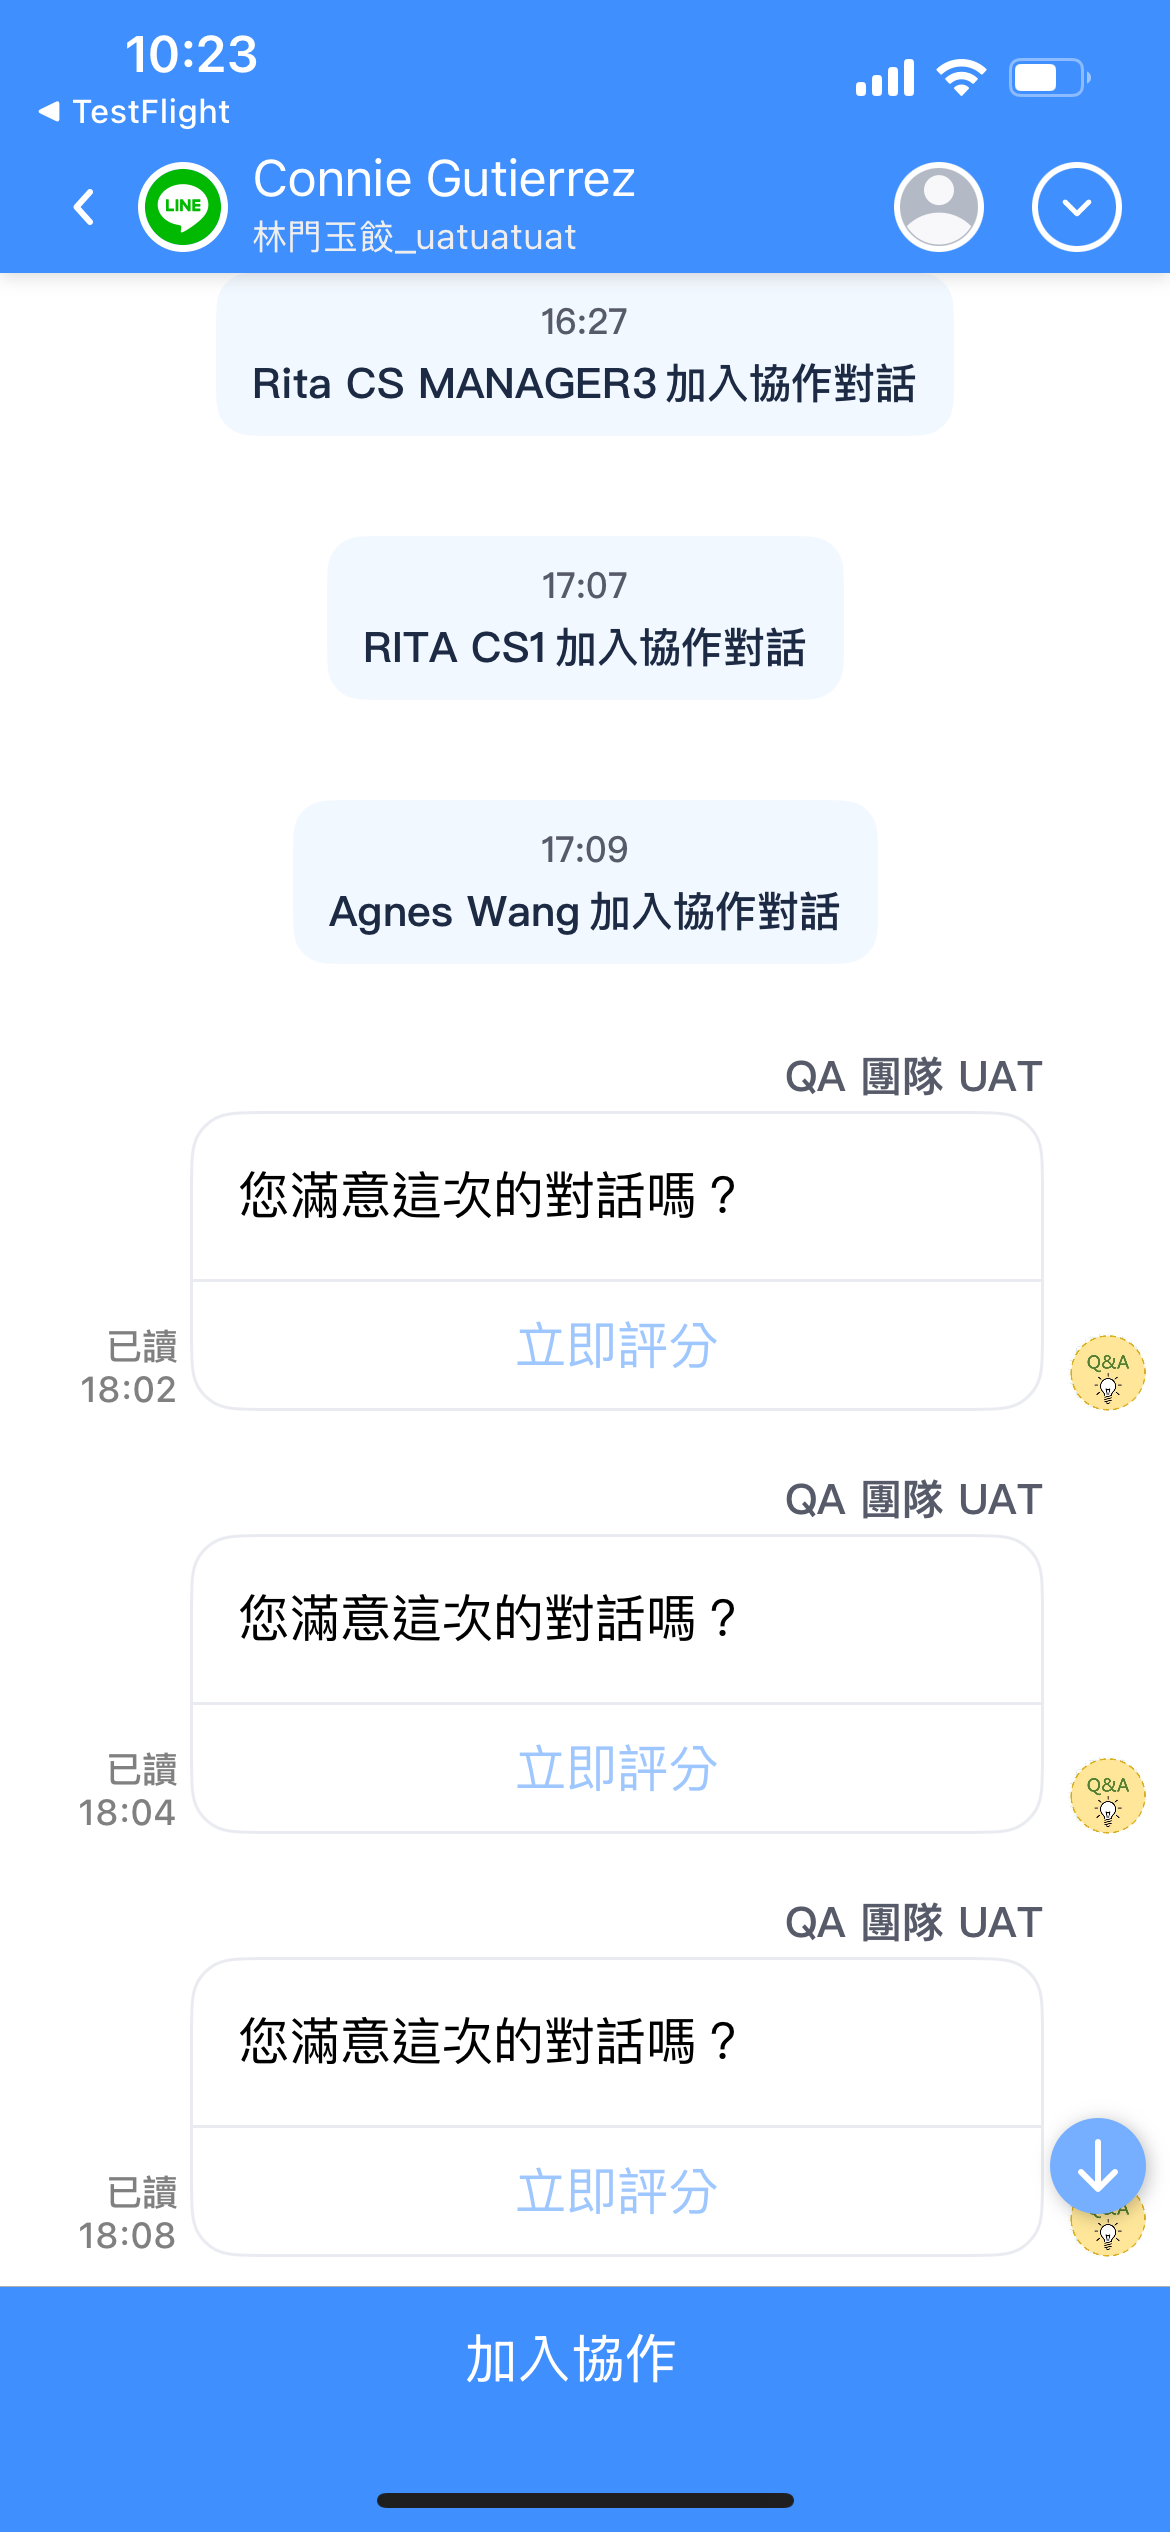 10:23
TestFlight
LINE
Connie Gutierrez
林門玉餃_uatuatuat
16:27
Rita CS MANAGER3 加入協作對話
17:07
RITA CS1 加入協作對話
17:09
Agnes Wang 加入協作對話
QA 團隊 UAT
您滿意這次的對話嗎？
立即評分
已讀
18:02
Q&A
QA 團隊 UAT
您滿意這次的對話嗎？
立即評分
已讀
18:04
Q&A
QA 團隊 UAT
您滿意這次的對話嗎？
立即評分
已讀
18:08
加入協作